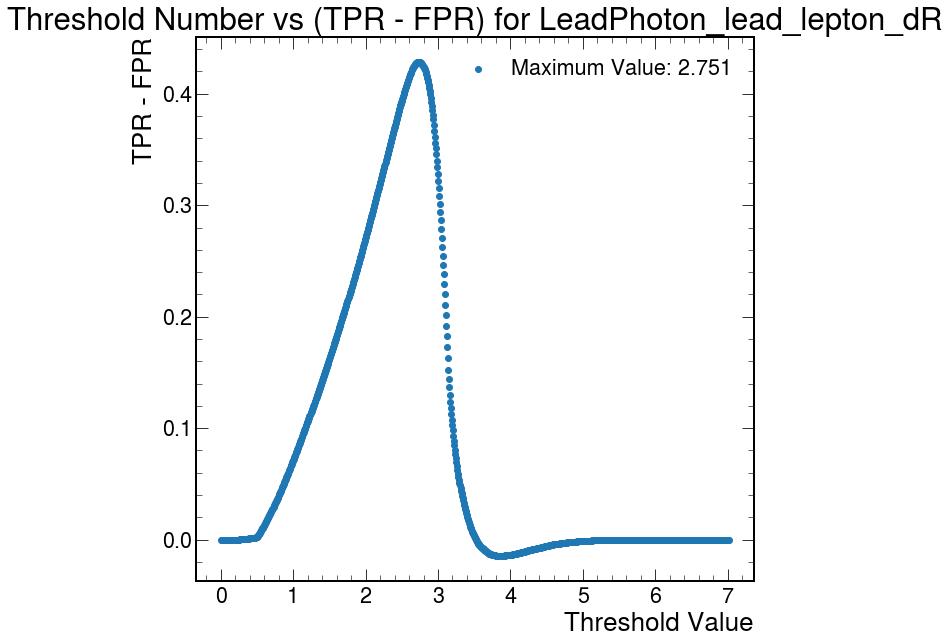 Threshold Number vs (TPR - FPR) for LeadPhoton_lead_lepton_dR
TPR - FPR
Maximum Value: 2.751
0.4
0.3
0.2
0.1
0.0
0 1 2 3 4 5 6 7
Threshold Value